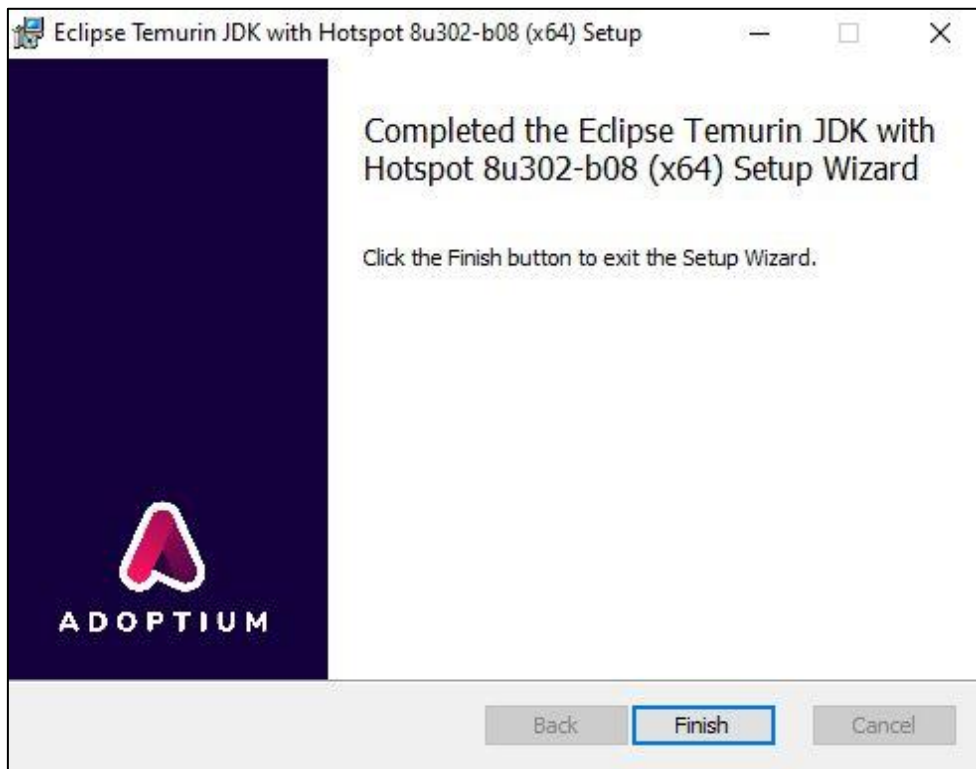 Eclipse Temurin JDK with Hotspot 8u302-b08 (x64) Setup
Completed the Eclipse Temurin JDK with
Hotspot 8u302-b08 (x64) Setup Wizard
Click the Finish button to exit the Setup Wizard.
ADOPTIUM
Back Finish Cancel